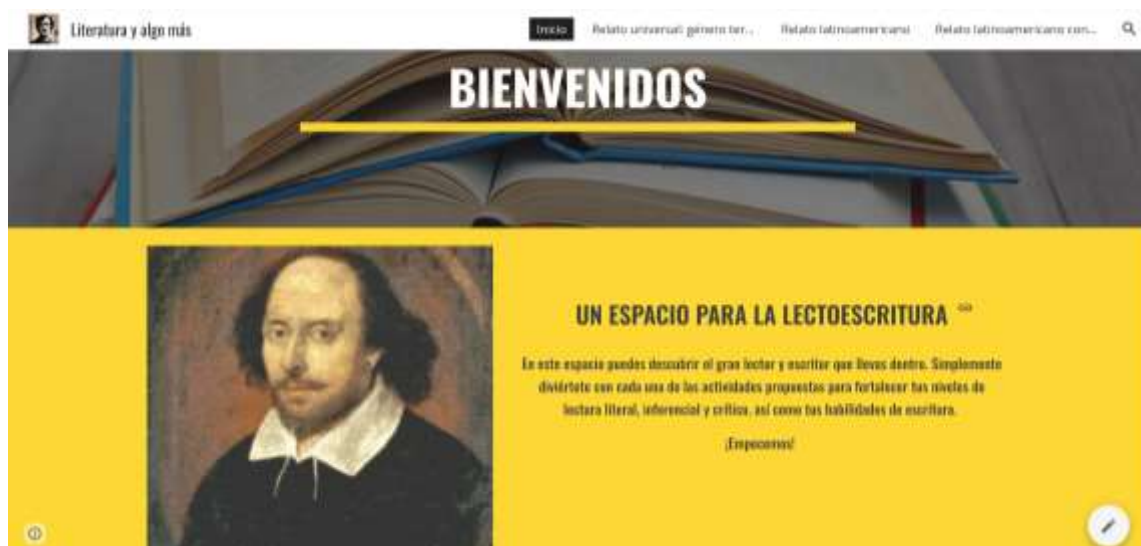 Literatura y algo más
Inicio
Relato universal: género ter...
Relato latinoamericano
Relato latinoamericano con...
BIENVENIDOS
UN ESPACIO PARA LA LECTOESCRITURA
En este espacio puedes descubrir el gran lector y escritor que llevas dentro. Simplemente
diviértete con cada una de las actividades propuestas para fortalecer tus niveles de
lectura literal, inferencial y crítica, así como tus habilidades de escritura.
¡Empecemos!